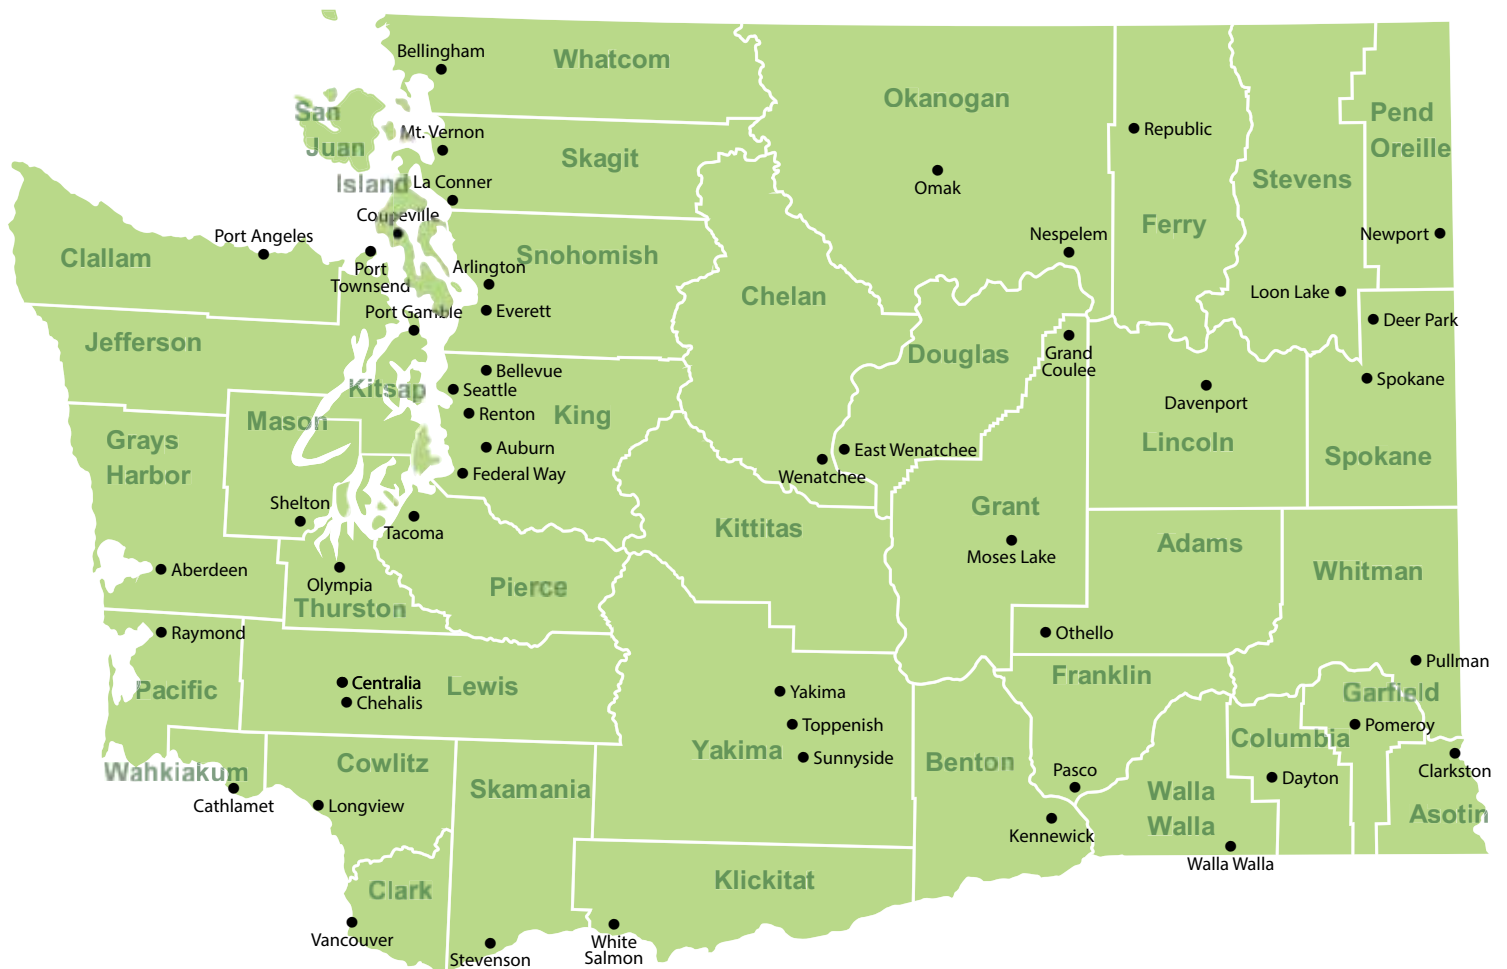 Bellingham
Whatcom
Okanogan
San
Juan
Mt. Vernon
Skagit
Republic
Pend
Oreille
Island
La Conner
Omak
Stevens
Coupeville
Ferry
Port Angeles
Clallam
Port
Townsend
Arlington
Snohomish
Nespelem
Newport
Chelan
Loon Lake
Port Gamble
Everett
Deer Park
Jefferson
Douglas
Grand
Coulee
Bellevue
Kitsap
Seattle
Spokane
Mason
Renton
King
Davenport
Grays
Harbor
Auburn
East Wenatchee
Lincoln
Federal Way
Wenatchee
Spokane
Shelton
Tacoma
Kittitas
Grant
Moses Lake
Adams
Aberdeen
Olympia
Thurston
Pierce
Whitman
Raymond
Othello
Pullman
Pacific
Centralia
Chehalis
Lewis
Yakima
Franklin
Garfield
Toppenish
Pomeroy
Yakima
Sunnyside
Columbia
Wahkiakum
Cowlitz
Benton
Pasco
Dayton
Clarkston
Cathlamet
Longview
Skamania
Walla
Walla
Asotin
Kennewick
Walla Walla
Clark
Klickitat
Vancouver
Stevenson
White
Salmon